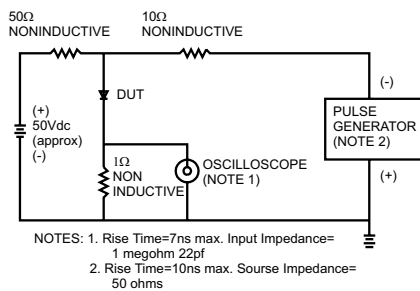 50Ω
NONINDUCTIVE
10Ω
NONINDUCTIVE
DUT
(+)
50Vdc
(approx)
(-)
1Ω
NON
INDUCTIVE
OSCILLOSCOPE
(NOTE 1)
(-)
PULSE
GENERATOR
(NOTE 2)
(+)
NOTES: 1. Rise Time=7ns max. Input Impedance=
1 megohm 22pf
2. Rise Time=10ns max. Sourse Impedance=
50 ohms